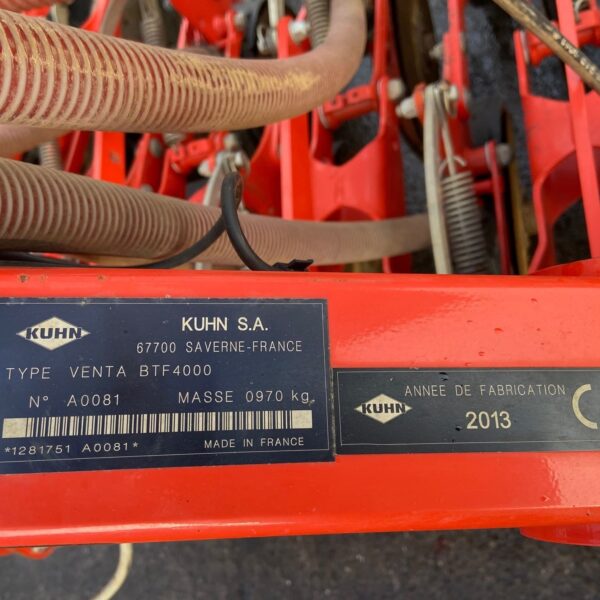 KUHN
KUHN S.A.
67700 SAVERNE-FRANCE
TYPE VENTA BTF4000
N° A0081 MASSE 0970 kg
*1281751 A0081*
MADE IN FRANCE
KUHN
ANNEE DE FABRICATION
2013
C